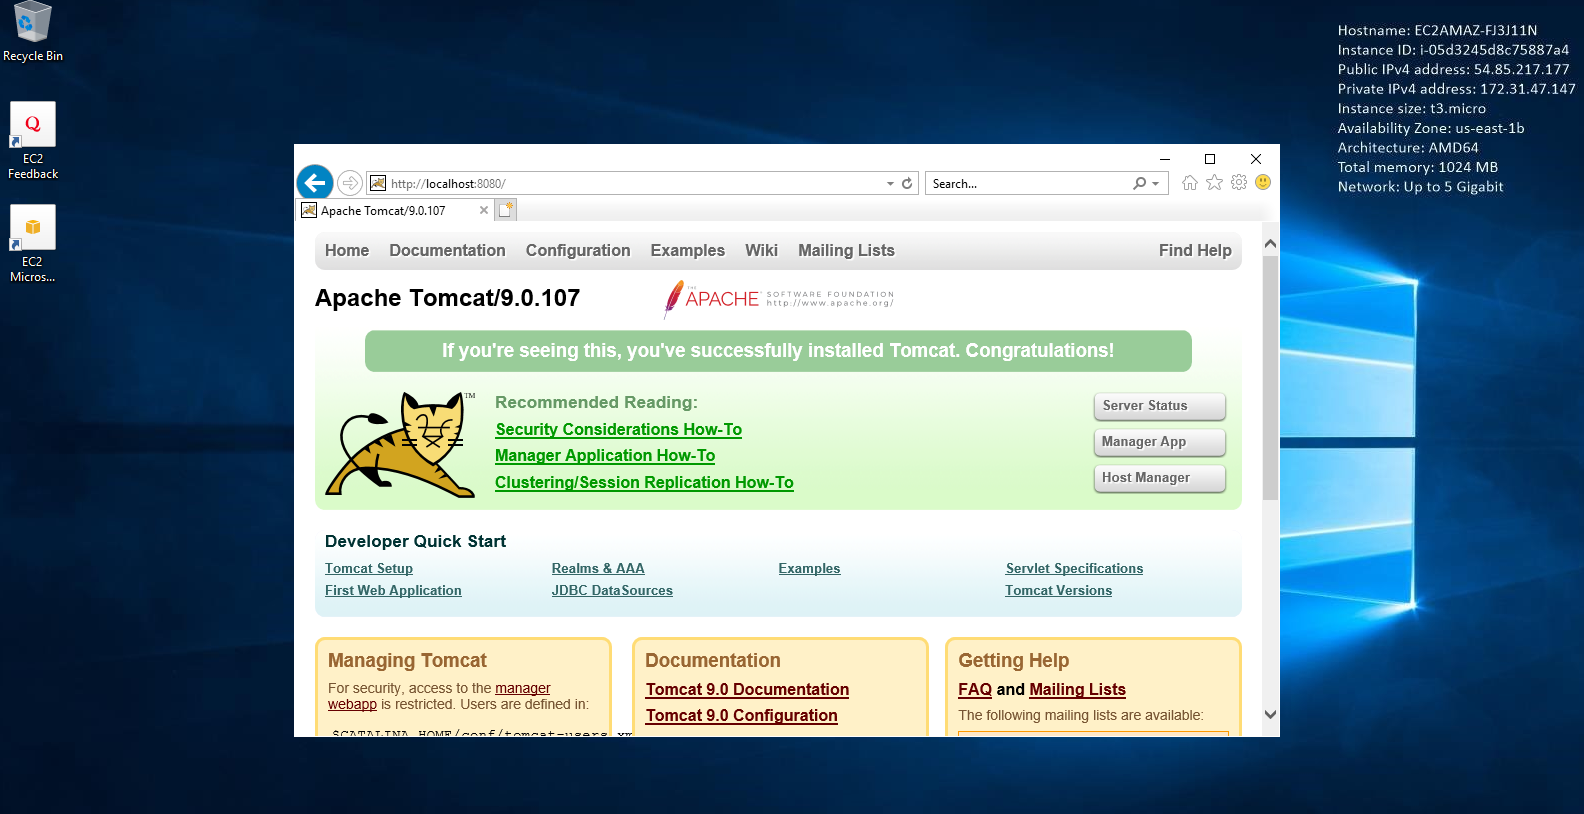 Recycle Bin
EC2
Feedback
EC2
Micros...
Hostname: EC2AMAZ-FJ3J11N
Instance ID: i-05d3245d8c75887a4
Public IPv4 address: 54.85.217.177
Private IPv4 address: 172.31.47.147
Instance size: t3.micro
Availability Zone: us-east-1b
Architecture: AMD64
Total memory: 1024 MB
Network: Up to 5 Gigabit
http://localhost:8080/
Search...
Apache Tomcat/9.0.107
Home Documentation Configuration Examples Wiki Mailing Lists Find Help
Apache Tomcat/9.0.107
THE APACHE SOFTWARE FOUNDATION
http://www.apache.org/
If you're seeing this, you've successfully installed Tomcat. Congratulations!
TM
Recommended Reading:
Security Considerations How-To
Manager Application How-To
Clustering/Session Replication How-To
Server Status
Manager App
Host Manager
Developer Quick Start
Tomcat Setup
First Web Application
Realms & AAA
JDBC DataSources
Examples
Servlet Specifications
Tomcat Versions
Managing Tomcat
For security, access to the manager
webapp is restricted. Users are defined in:
$CATALINA_HOME/conf/tomcat-users.xm
Documentation
Tomcat 9.0 Documentation
Tomcat 9.0 Configuration
Getting Help
FAQ and Mailing Lists
The following mailing lists are available: